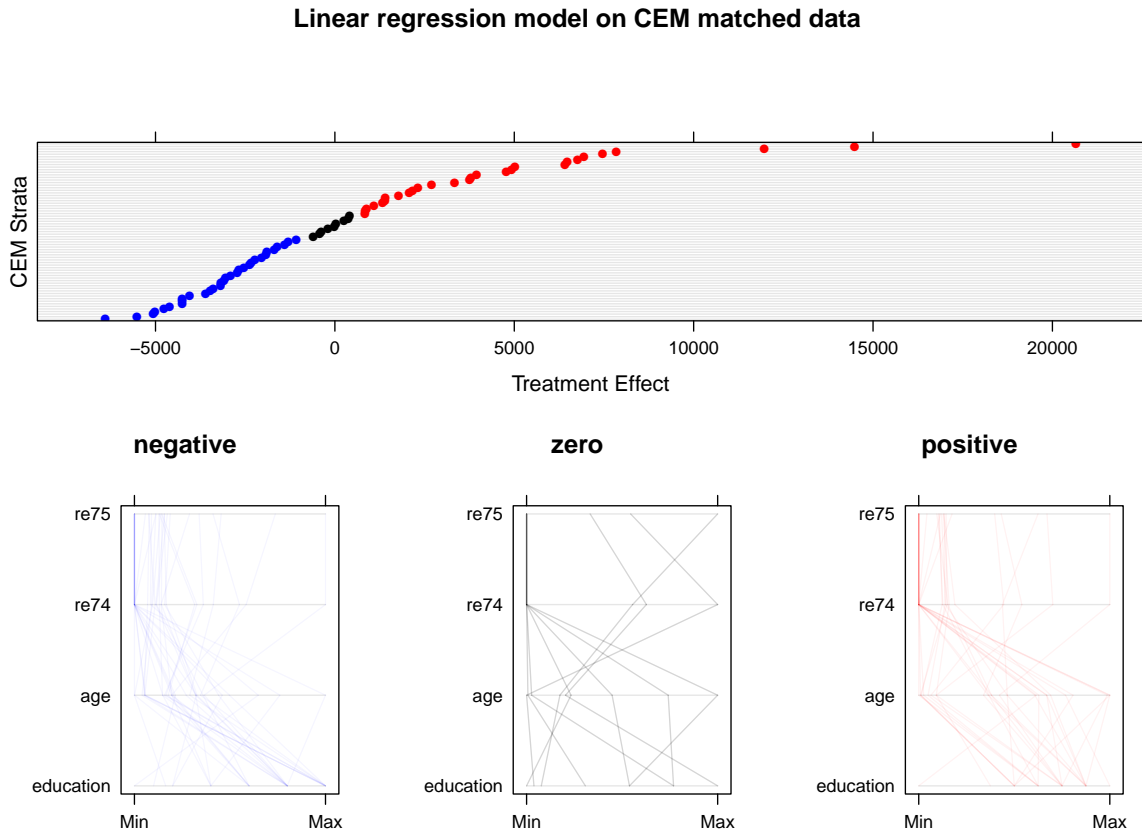 Linear regression model on CEM matched data
CEM Strata
−5000 0 5000 10000 15000 20000
Treatment Effect
negative zero positive
re75 re75 re75
re74 re74 re74
age age age
education education education
Min Max Min Max Min Max